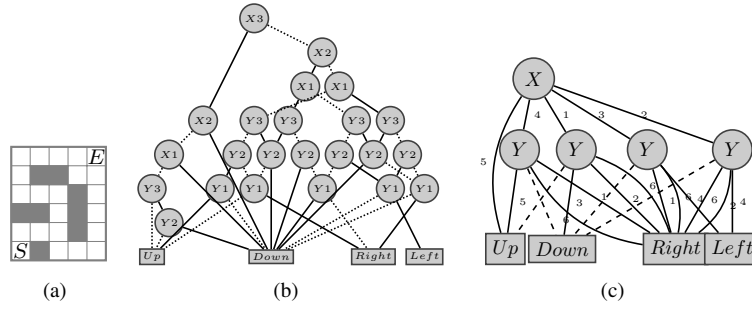 E
S
(a)
X3
X2
X1 X1
X2 Y3 Y3 Y3 Y3
X1 Y2 Y2 Y2 Y2 Y2 Y2
Y3 Y1 Y1 Y1 Y1 Y1
Y2
Up Down Right Left
(b)
X
4 1 3 2
5
Y Y Y Y
5 6 3 1 2 1 6 6 4 6 2 4
Up Down Right Left
(c)